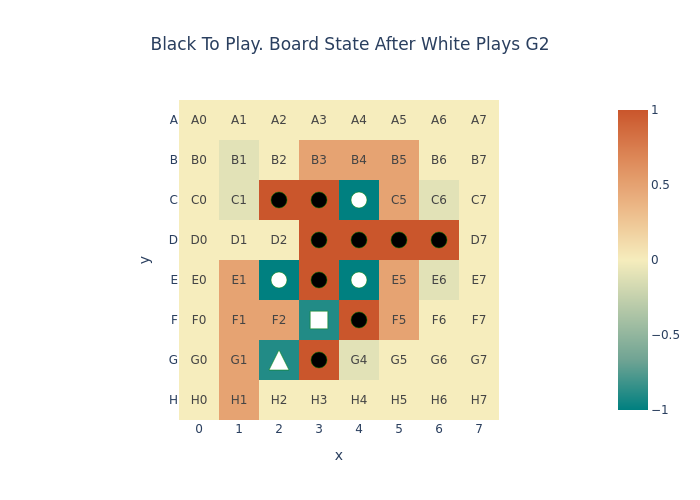 Black To Play. Board State After White Plays G2
A A0 A1 A2 A3 A4 A5 A6 A7
B B0 B1 B2 B3 B4 B5 B6 B7
C C0 C1 C5 C6 C7
D D0 D1 D2 D7
E E0 E1 E5 E6 E7
F F0 F1 F2 F5 F6 F7
G G0 G1 G4 G5 G6 G7
H H0 H1 H2 H3 H4 H5 H6 H7
0 1 2 3 4 5 6 7
x
y
1
0.5
0
−0.5
−1